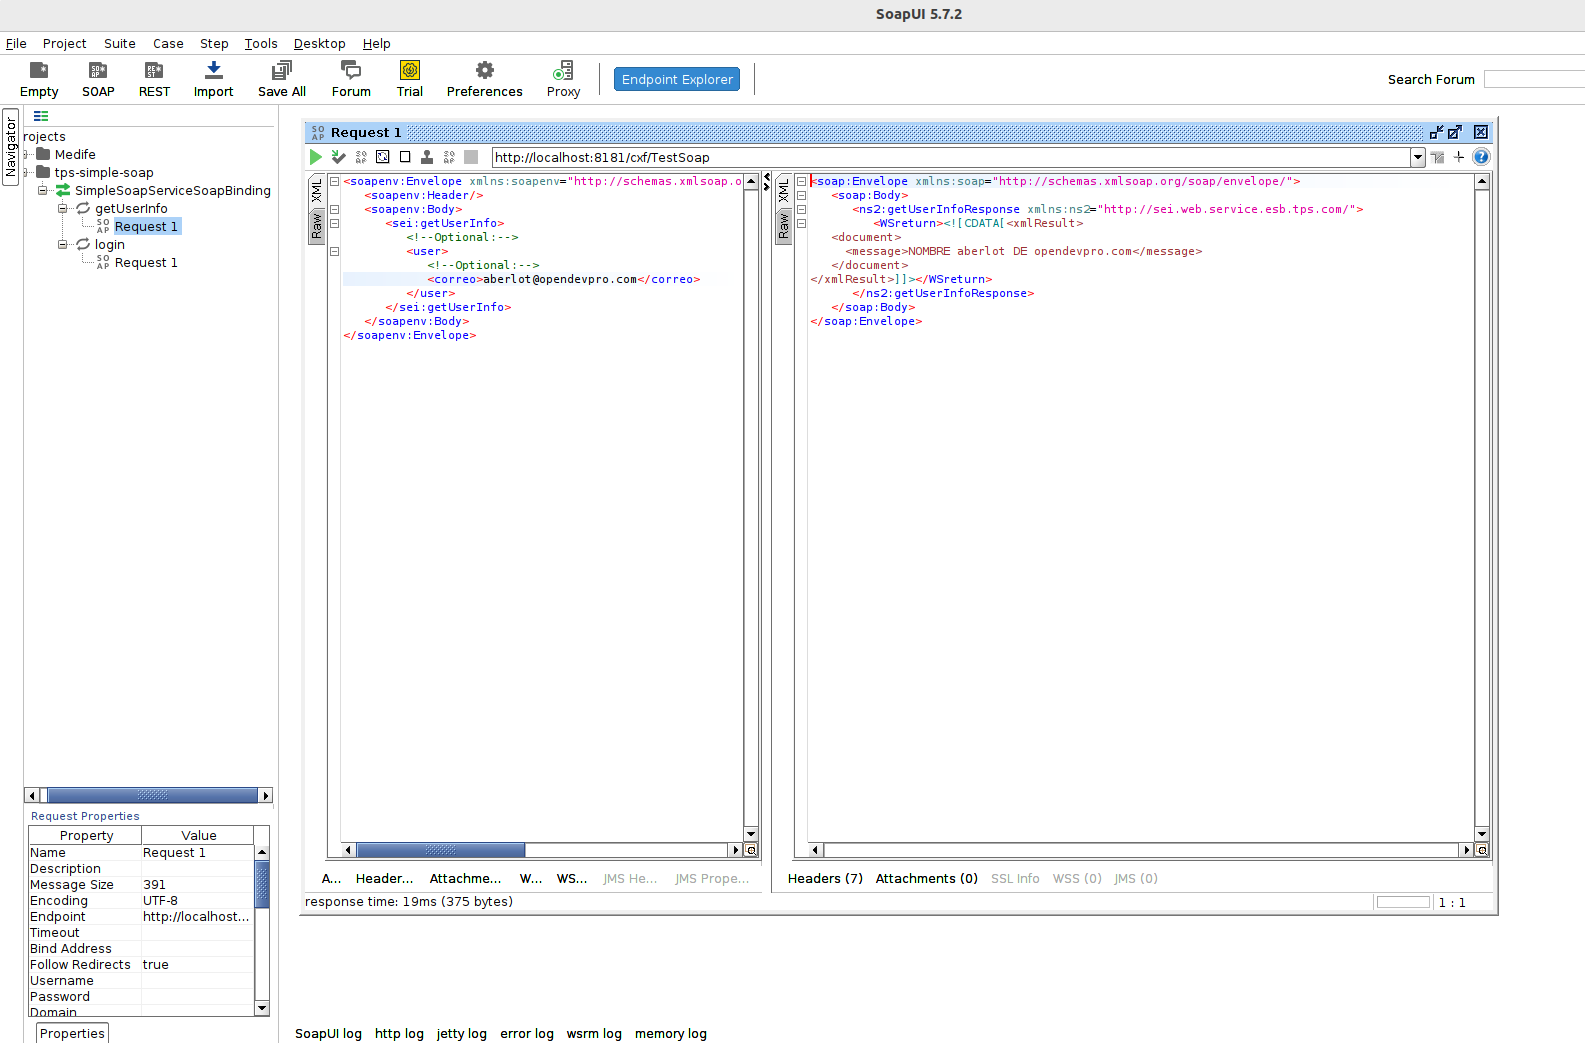 SoapUI 5.7.2
File Project Suite Case Step Tools Desktop Help
Empty SOAP REST Import Save All Forum Trial Preferences Proxy Endpoint Explorer Search Forum
Navigator
rojects
Medife
tps-simple-soap
SimpleSoapServiceSoapBinding
getUserInfo
Request 1
login
Request 1
Request Properties
Property Value
Name Request 1
Description
Message Size 391
Encoding UTF-8
Endpoint http://localhost...
Timeout
Bind Address
Follow Redirects true
Username
Password
Domain
Properties
Request 1
http://localhost:8181/cxf/TestSoap
XML
Raw
<soapenv:Envelope xmlns:soapenv="http://schemas.xmlsoap.o
<soapenv:Header/>
<soapenv:Body>
<sei:getUserInfo>
<!--Optional:-->
<user>
<!--Optional:-->
<correo>aberlot@opendevpro.com</correo>
</user>
</sei:getUserInfo>
</soapenv:Body>
</soapenv:Envelope>
A... Header... Attachme... W... WS... JMS He... JMS Prope...
XML
Raw
<soap:Envelope xmlns:soap="http://schemas.xmlsoap.org/soap/envelope/">
<soap:Body>
<ns2:getUserInfoResponse xmlns:ns2="http://sei.web.service.esb.tps.com/">
<WSreturn><![CDATA[<xmlResult>
<document>
<message>NOMBRE aberlot DE opendevpro.com</message>
</document>
</xmlResult>]]></WSreturn>
</ns2:getUserInfoResponse>
</soap:Body>
</soap:Envelope>
Headers (7) Attachments (0) SSL Info WSS (0) JMS (0)
response time: 19ms (375 bytes)
1 : 1
SoapUI log http log jetty log error log wsrm log memory log